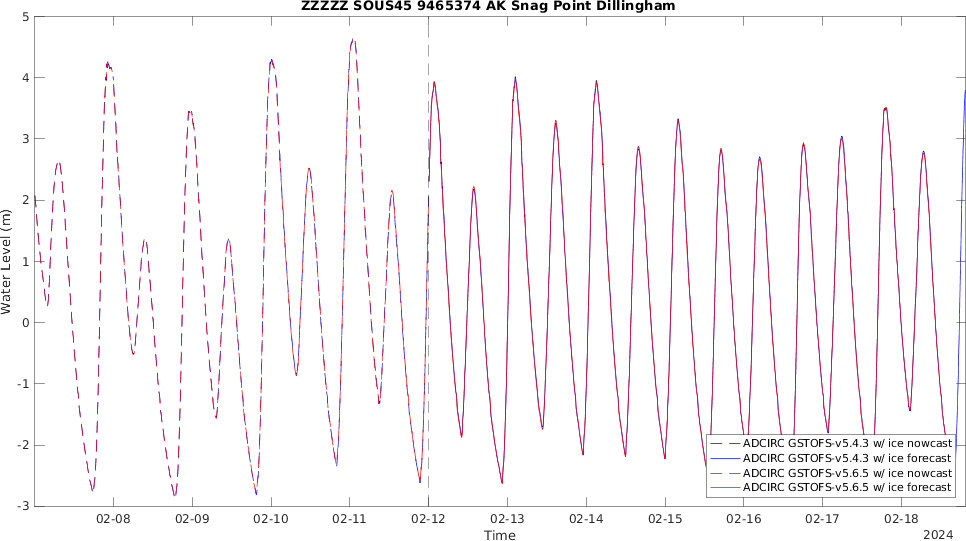 ZZZZZ SOUS45 9465374 AK Snag Point Dillingham
Water Level (m)
5
4
3
2
1
0
-1
-2
-3
ADCIRC GSTOFS-v5.4.3 w/ ice nowcast
ADCIRC GSTOFS-v5.4.3 w/ ice forecast
ADCIRC GSTOFS-v5.6.5 w/ ice nowcast
ADCIRC GSTOFS-v5.6.5 w/ ice forecast
02-08 02-09 02-10 02-11 02-12 02-13 02-14 02-15 02-16 02-17 02-18
Time
2024